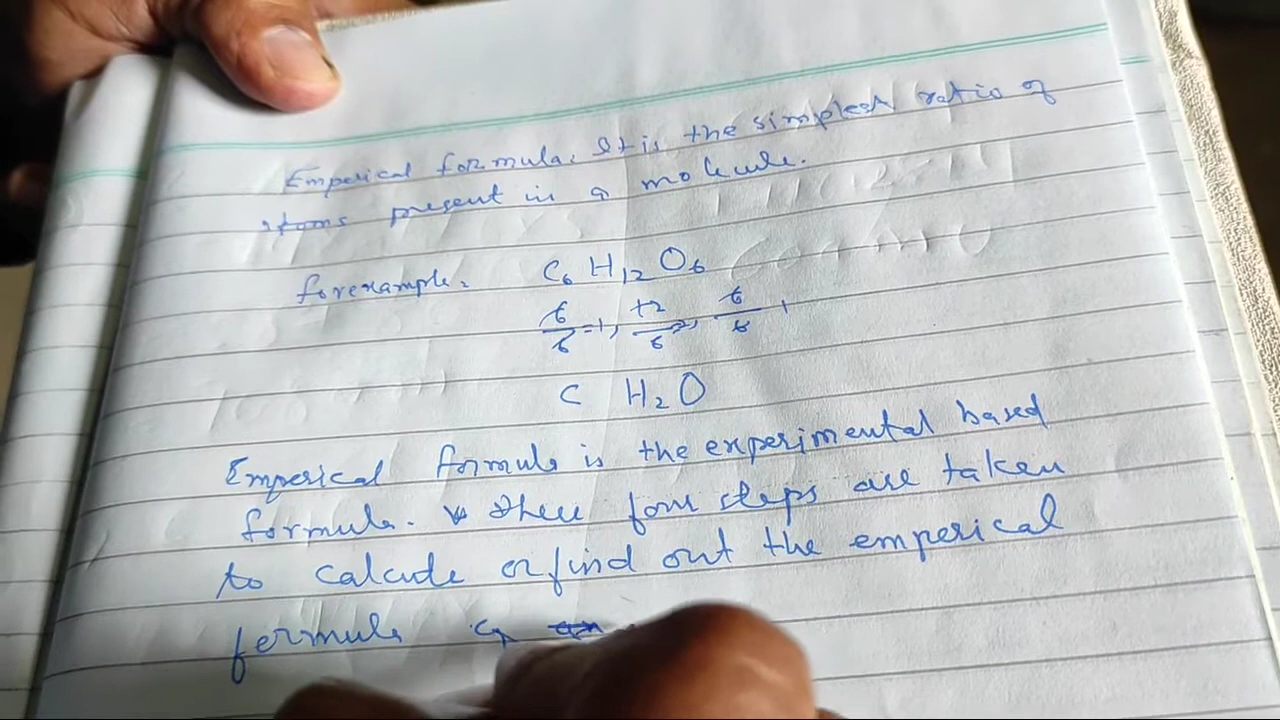 Emperical formula. It is the simplest ratio of
atoms present in a molecule.
for example. C6 H12 O6
6/6 =1, 12/6 =2, 6/6 1
C H2O
Emperical formula is the experimental based
formula. There four steps are taken
to calcute or find out the emperical
formula